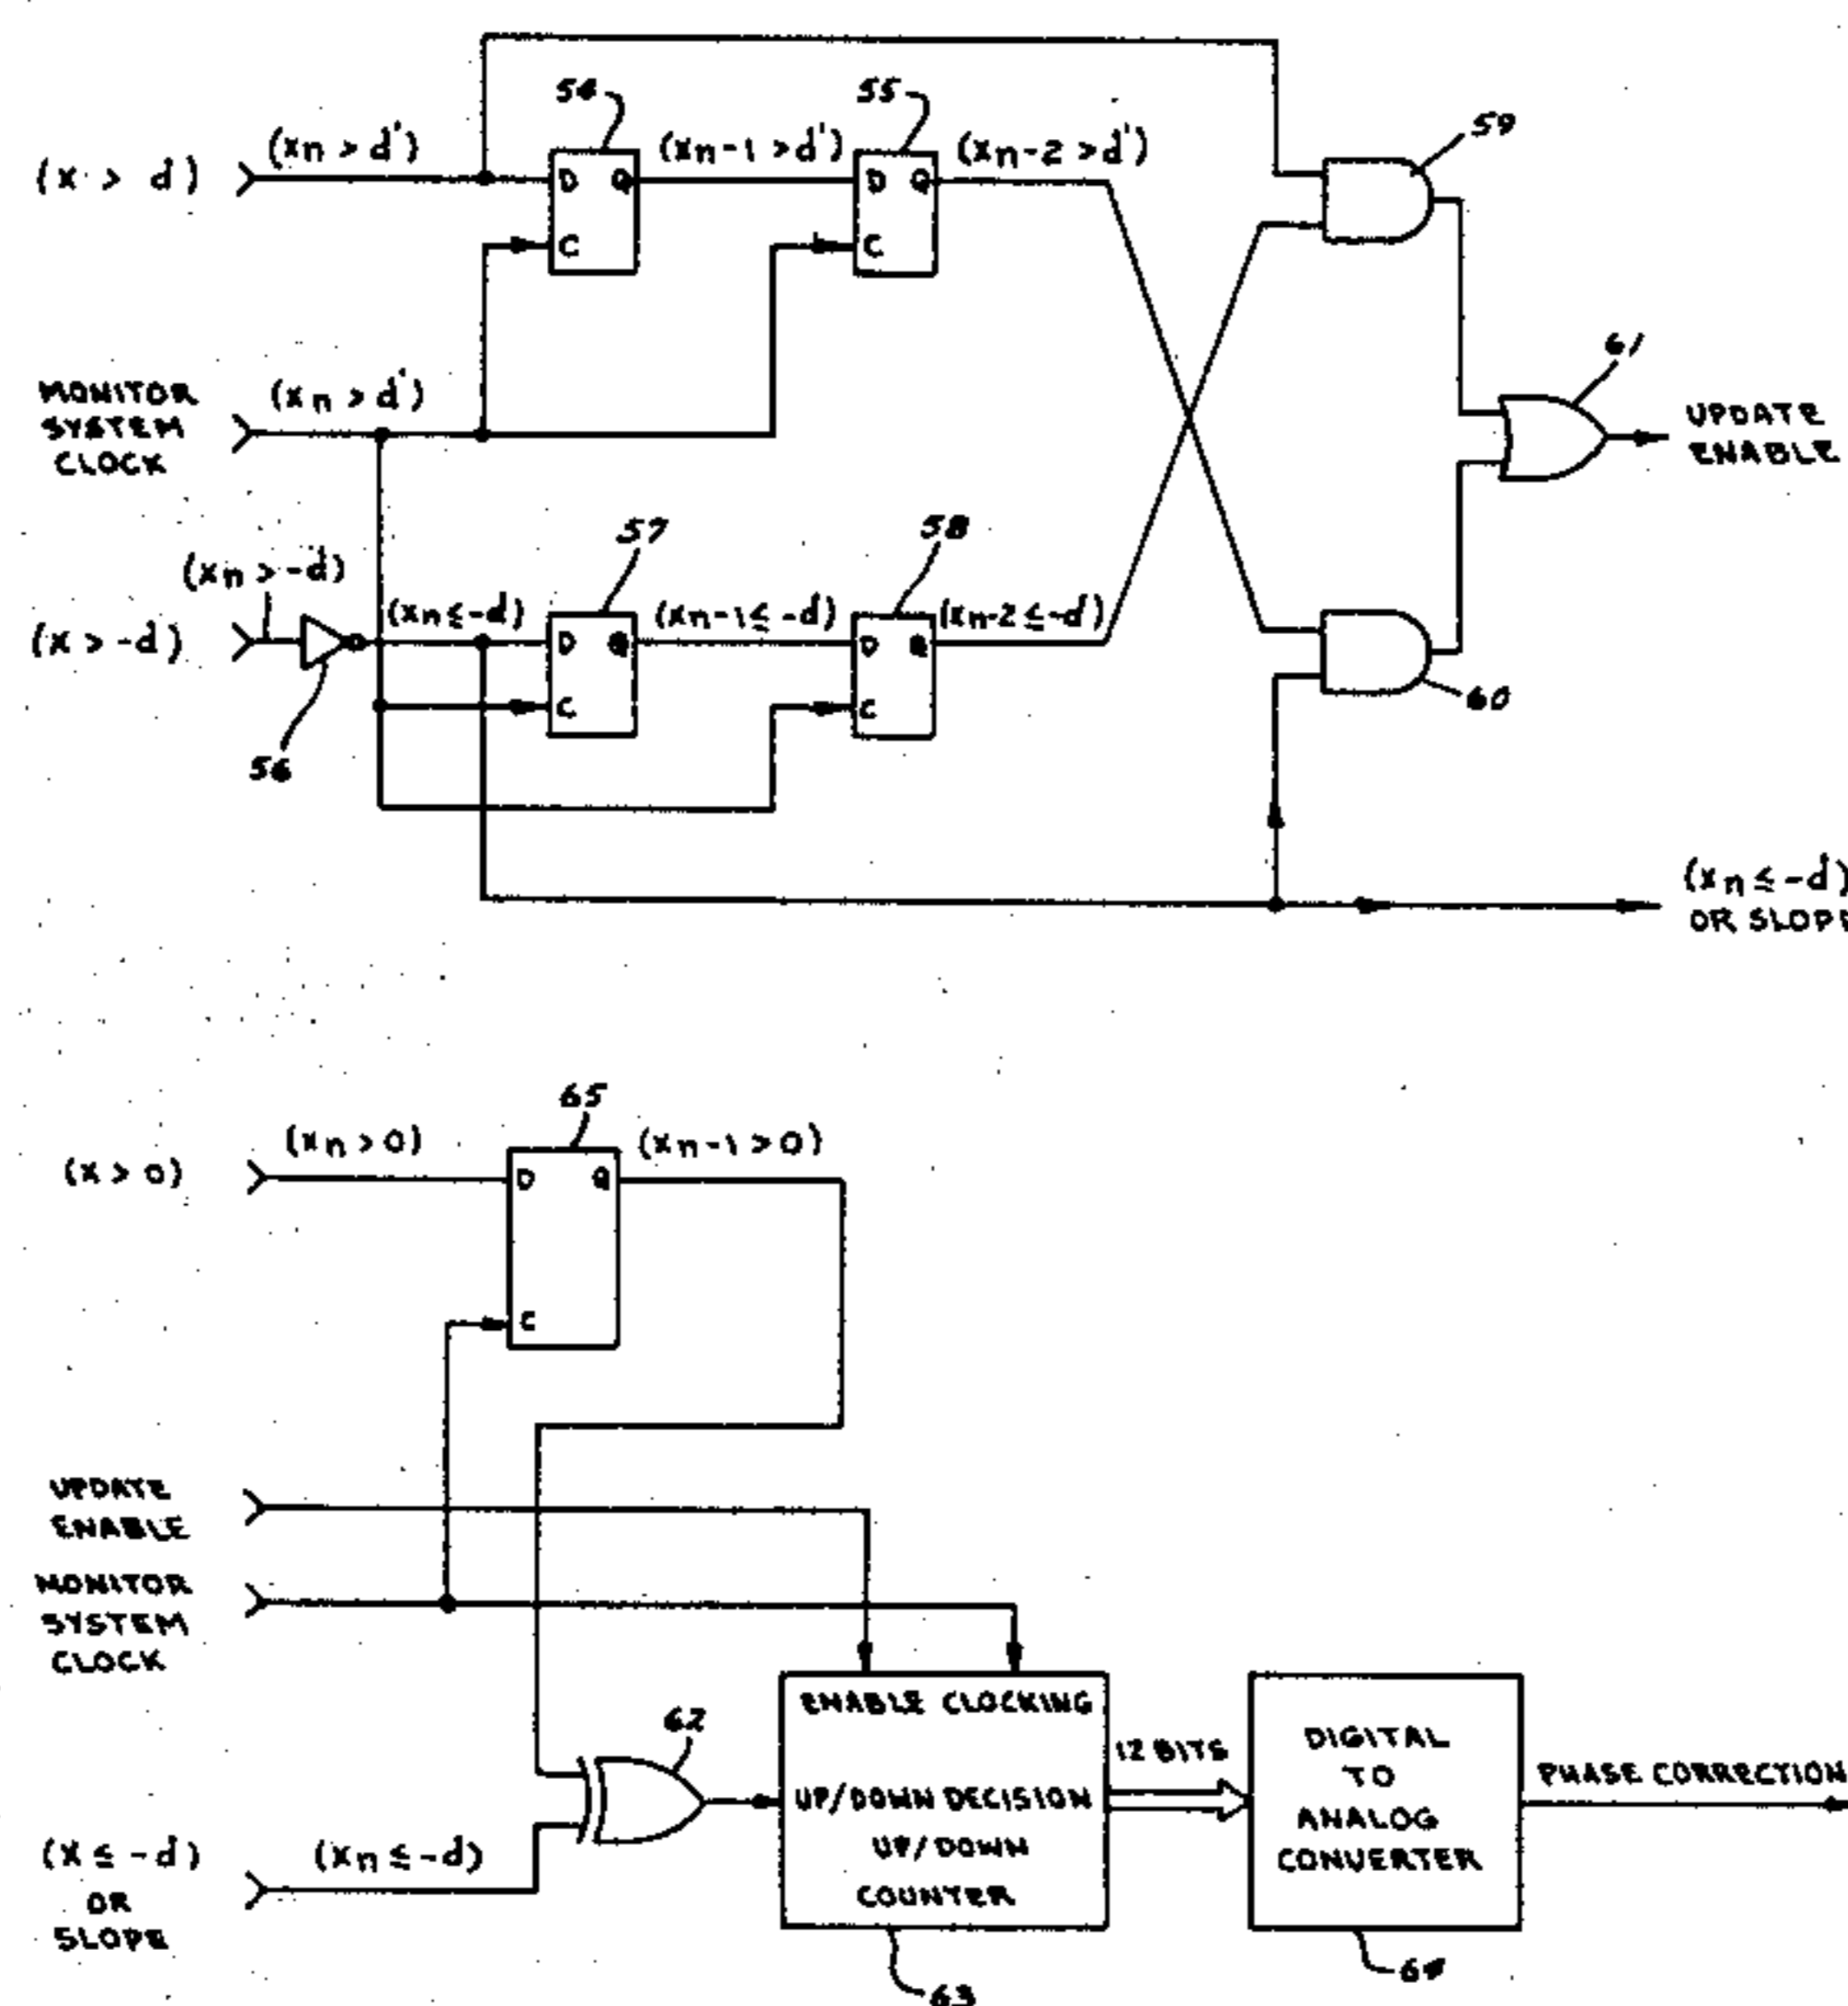 54
55
59
(x > d)
(xn > d')
(xn-1 > d')
(xn-2 > d')
D Q
C
D Q
C
61
MONITOR
SYSTEM
CLOCK
(xn > d')
UPDATE
ENABLE
57
58
(xn > -d)
(x > -d)
(xn ≤ -d)
(xn-1 ≤ -d)
(xn-2 ≤ -d')
D Q
C
D Q
C
56
60
(xn ≤ -d)
OR SLOPE
65
(x > 0)
(xn > 0)
(xn-1 > 0)
D Q
C
UPDATE
ENABLE
MONITOR
SYSTEM
CLOCK
62
ENABLE CLOCKING
UP/DOWN DECISION
UP/DOWN
COUNTER
12 BITS
DIGITAL
TO
ANALOG
CONVERTER
PHASE CORRECTION
(X ≤ -d)
OR
SLOPE
(xn ≤ -d)
63
64